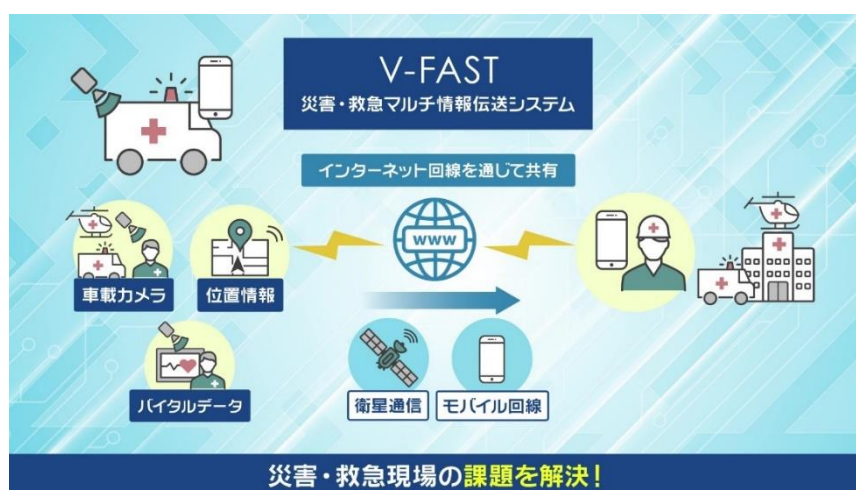 V-FAST
災害・救急マルチ情報伝送システム
インターネット回線を通じて共有
www
車載カメラ
位置情報
バイタルデータ
衛星通信
モバイル回線
災害・救急現場の課題を解決！